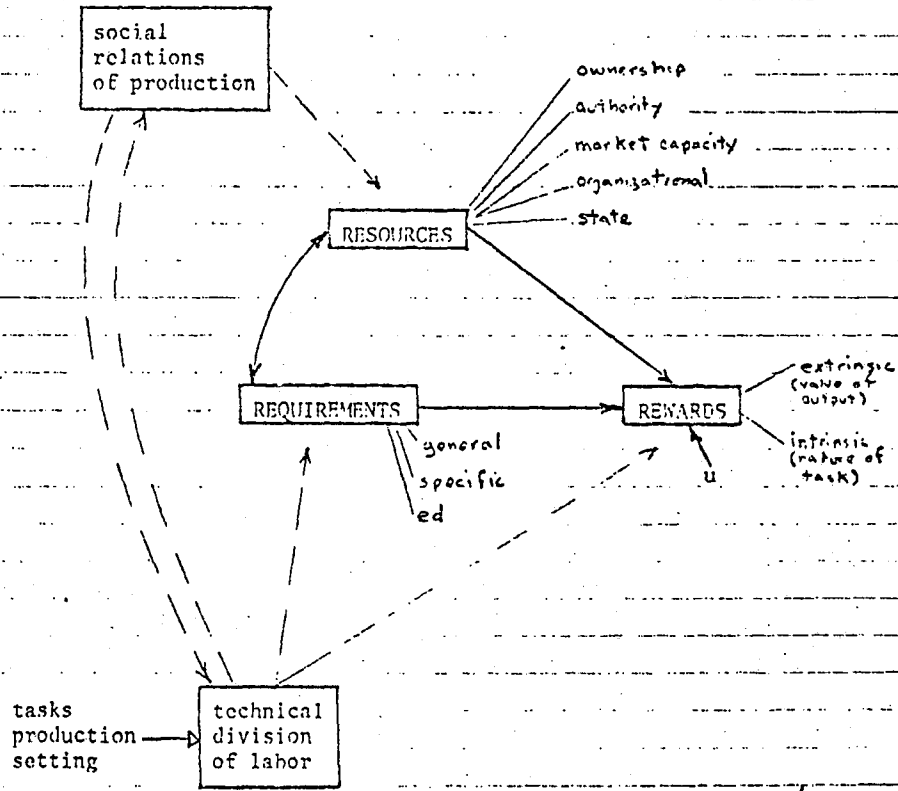 social
relations
of production
ownership
authority
market capacity
organizational
state
RESOURCES
REQUIREMENTS
general
specific
ed
REWARDS
extrinsic
(value of
output)
intrinsic
(nature of
task)
u
tasks
production
setting
technical
division
of labor